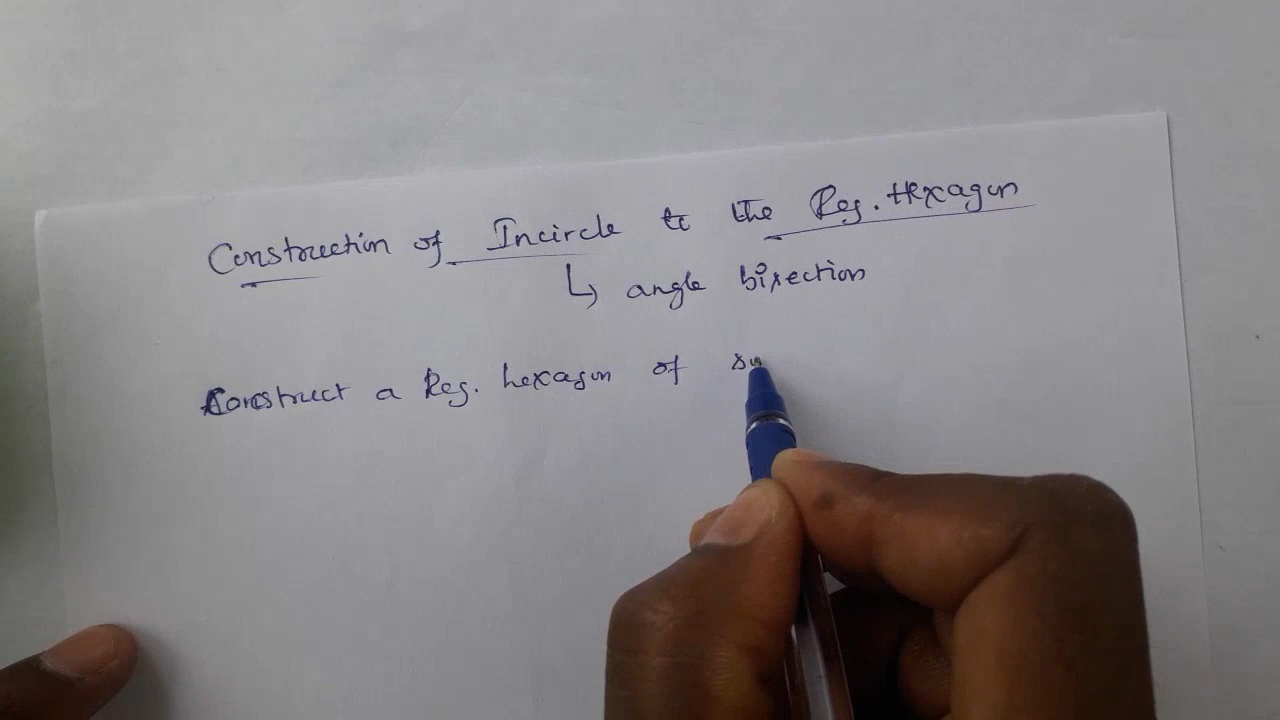 Construction of Incircle to the Reg. Hexagon
↳ angle bisection
Construct a Reg. hexagon of